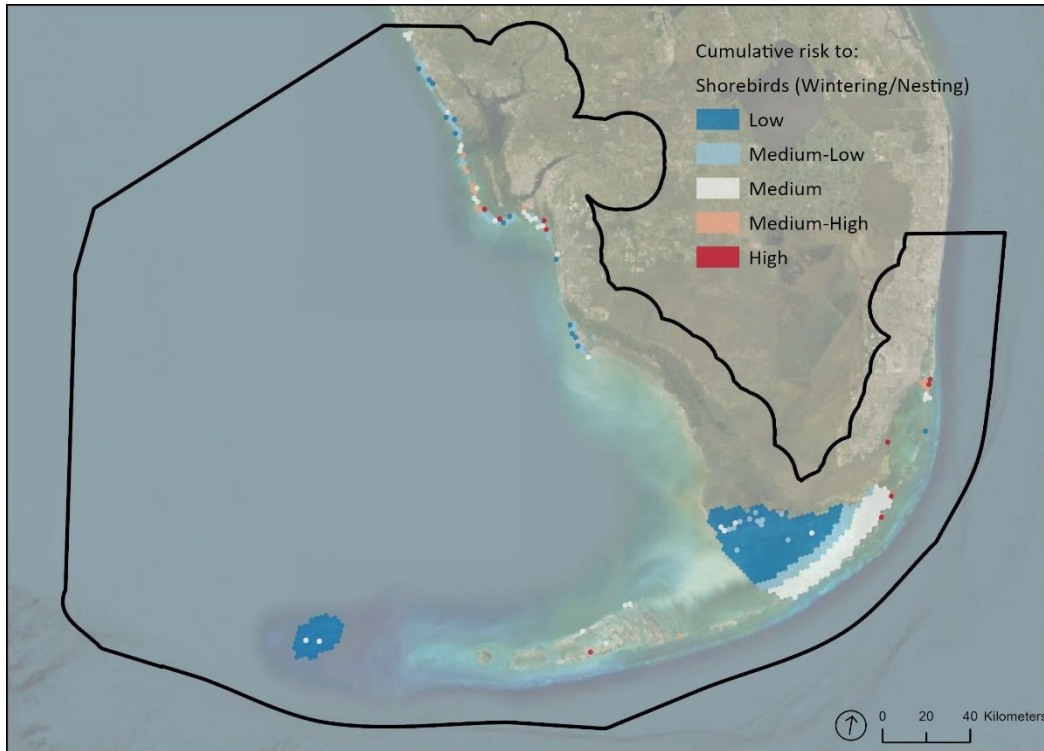 Cumulative risk to:
Shorebirds (Wintering/Nesting)
Low
Medium-Low
Medium
Medium-High
High
0 20 40 Kilometers